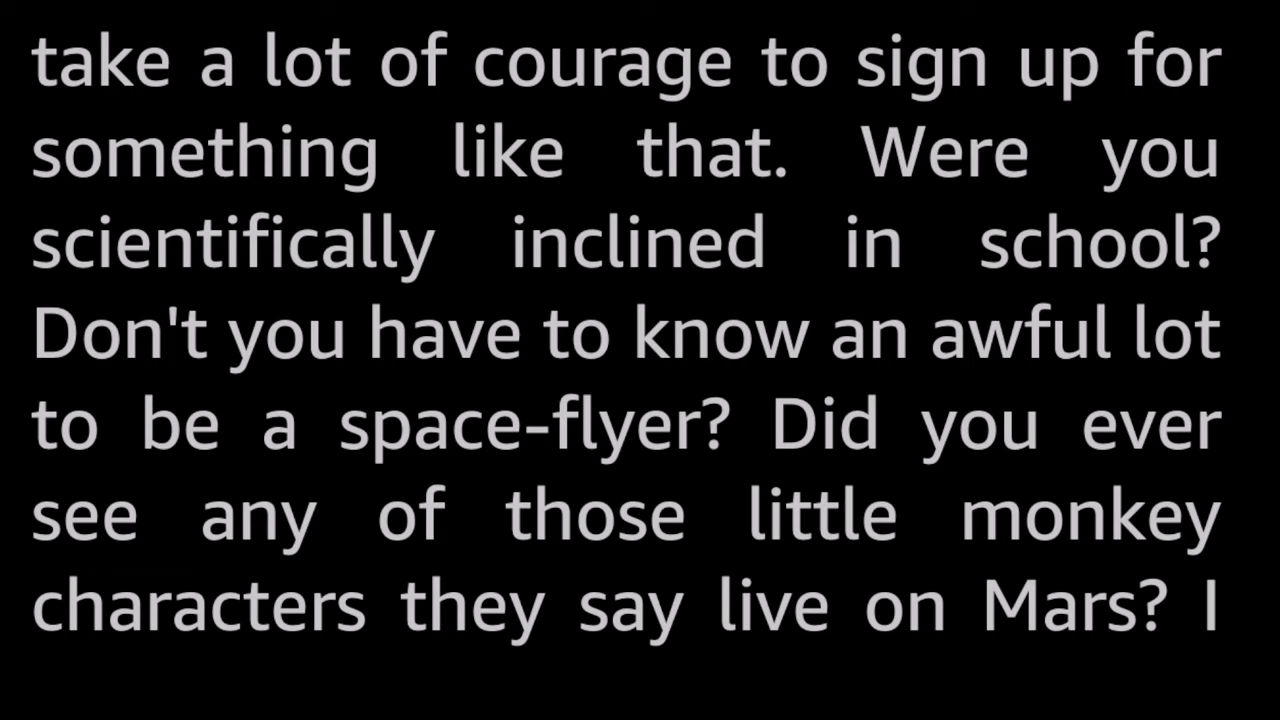 take a lot of courage to sign up for
something like that. Were you
scientifically inclined in school?
Don't you have to know an awful lot
to be a space-flyer? Did you ever
see any of those little monkey
characters they say live on Mars? I